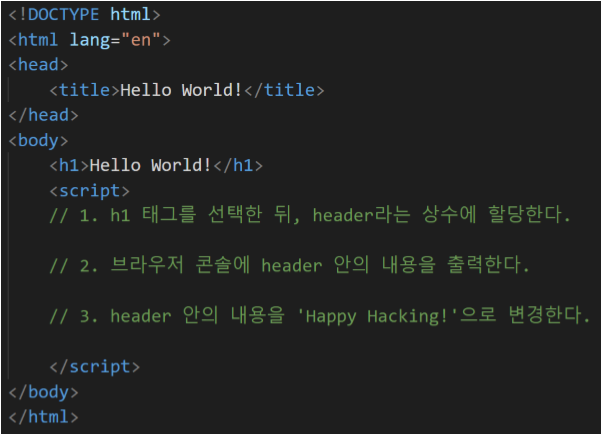 <!DOCTYPE html>
<html lang="en">
<head>
    <title>Hello World!</title>
</head>
<body>
    <h1>Hello World!</h1>
    <script>
    // 1. h1 태그를 선택한 뒤, header라는 상수에 할당한다.
    // 2. 브라우저 콘솔에 header 안의 내용을 출력한다.
    // 3. header 안의 내용을 'Happy Hacking!'으로 변경한다.
    </script>
</body>
</html>